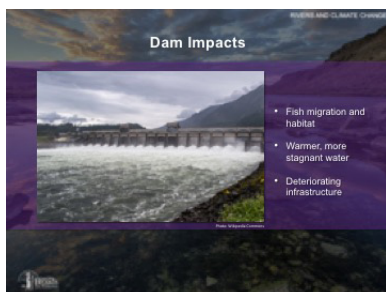 RIVERS AND CLIMATE CHANGE
Dam Impacts
• Fish migration and
habitat
• Warmer, more
stagnant water
• Deteriorating
infrastructure
Photo: Wikipedia Commons